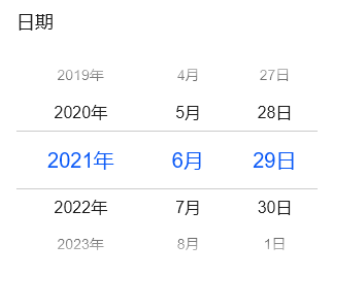 日期
2019年 4月 27日
2020年 5月 28日
2021年 6月 29日
2022年 7月 30日
2023年 8月 1日